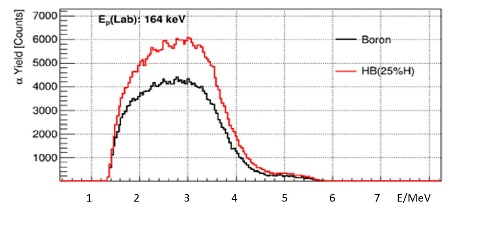 α Yield [Counts]
7000
6000
5000
4000
3000
2000
1000
Eₚ(Lab): 164 keV
Boron
HB(25%H)
1 2 3 4 5 6 7 E/MeV